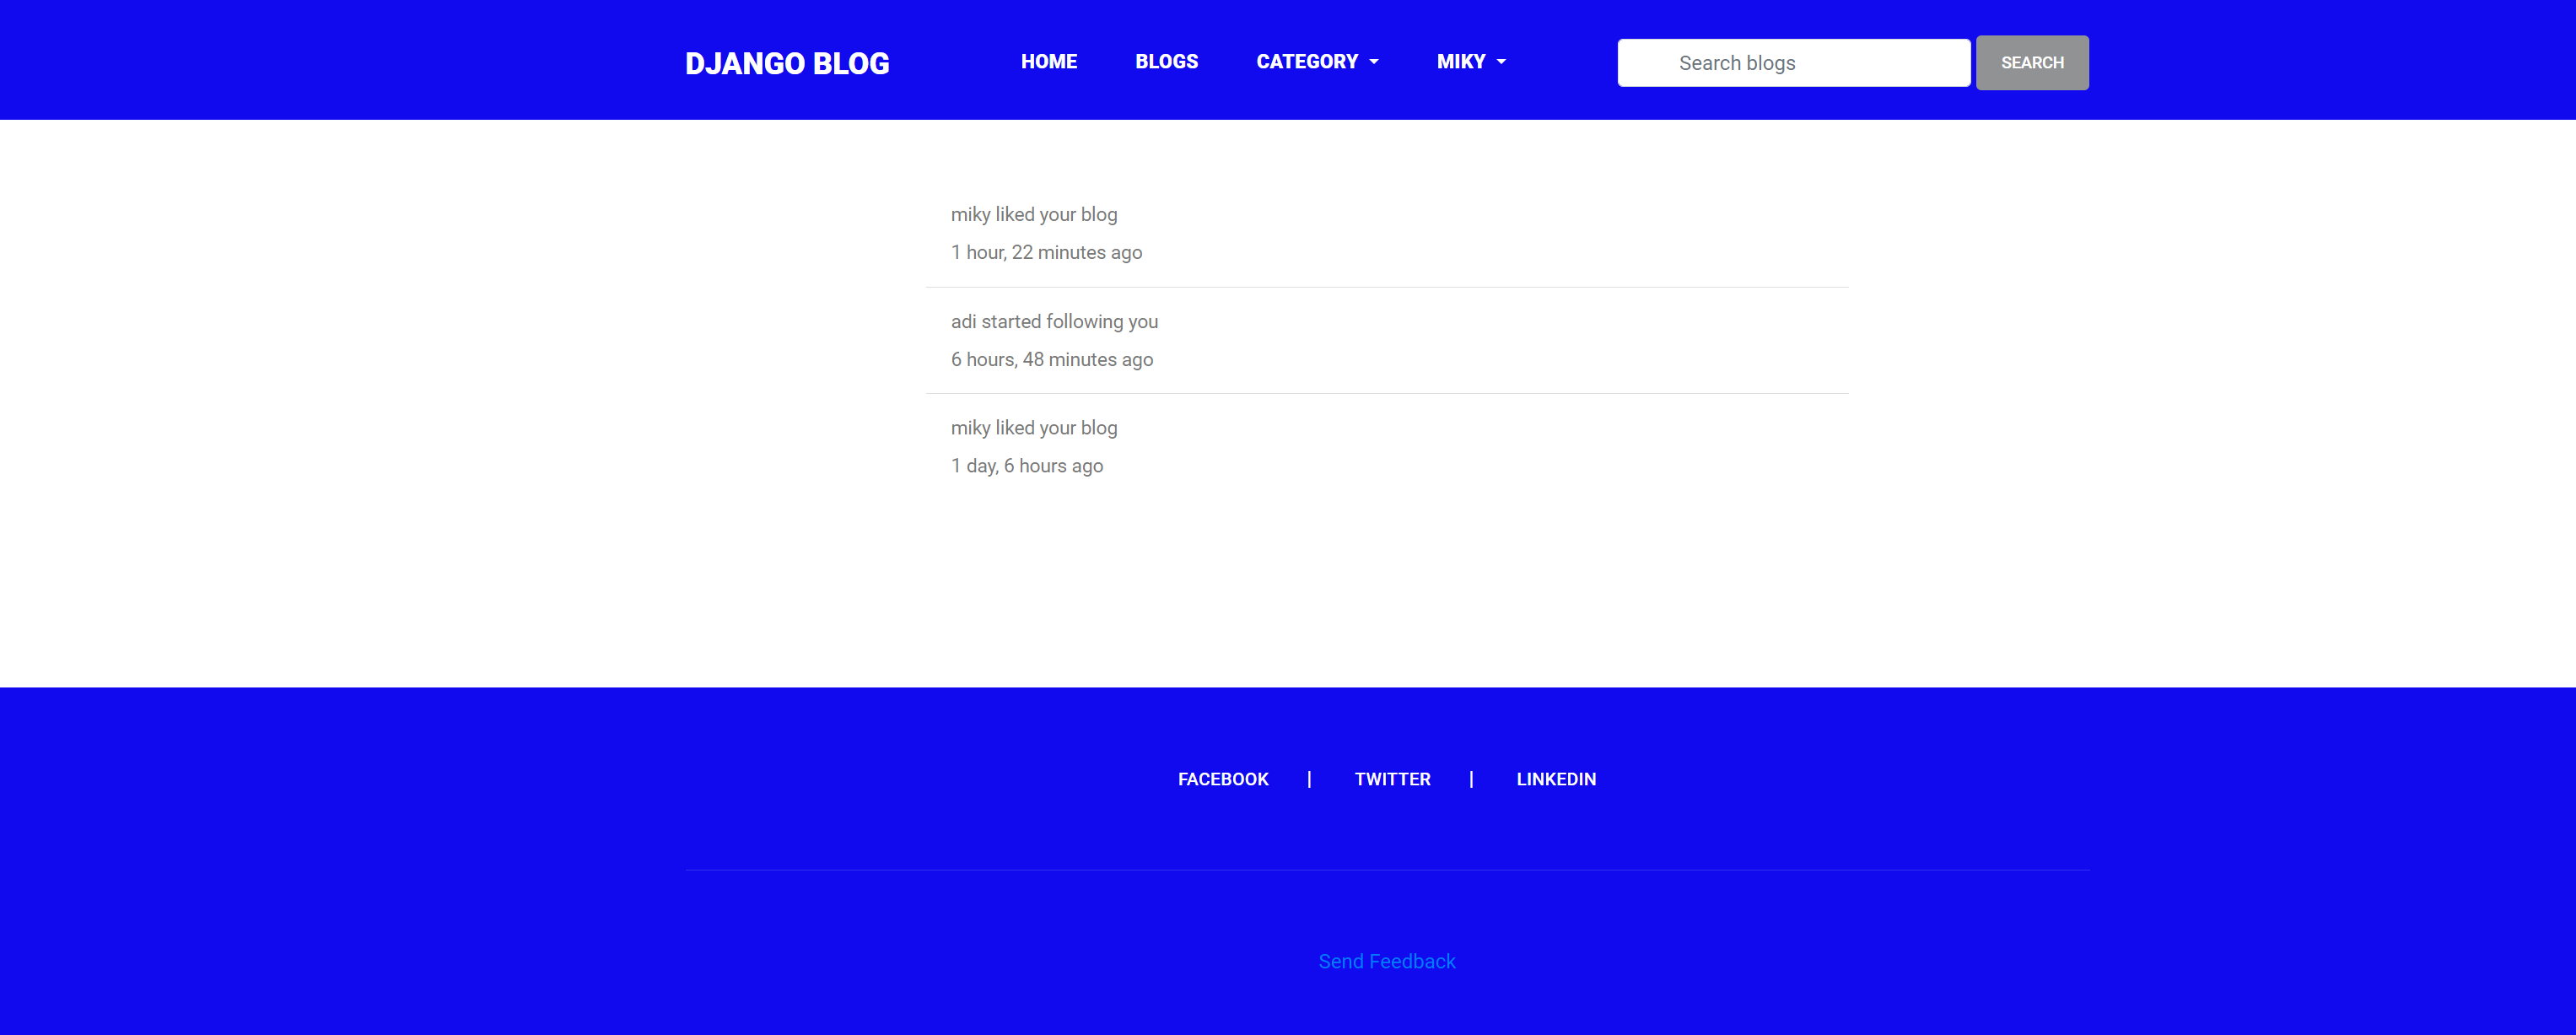 DJANGO BLOG HOME BLOGS CATEGORY MIKY Search blogs SEARCH
miky liked your blog
1 hour, 22 minutes ago
adi started following you
6 hours, 48 minutes ago
miky liked your blog
1 day, 6 hours ago
FACEBOOK | TWITTER | LINKEDIN
Send Feedback